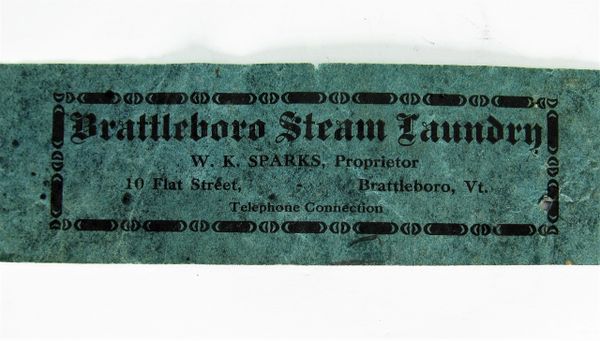 Brattleboro Steam Laundry
W. K. SPARKS, Proprietor
10 Flat Street, - Brattleboro, Vt.
Telephone Connection